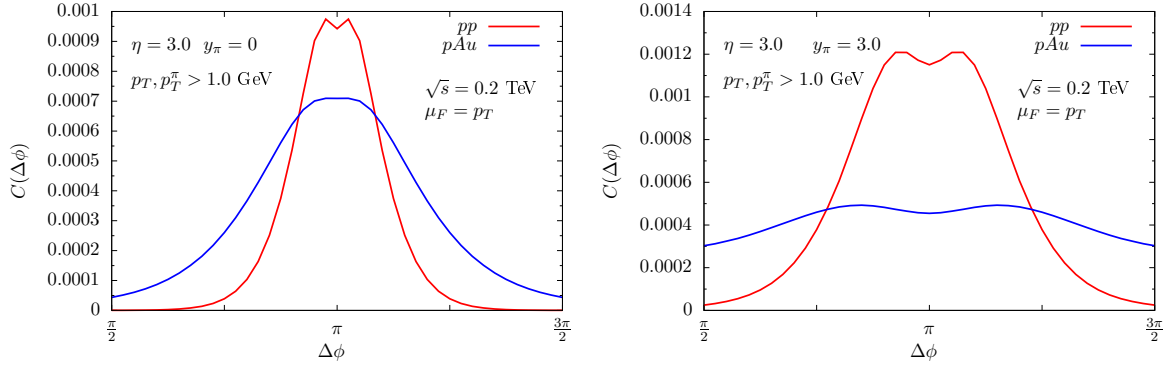 0.001
0.0009
0.0008
0.0007
0.0006
0.0005
0.0004
0.0003
0.0002
0.0001
0
C(Δφ)
π/2
π
3π/2
Δφ
η = 3.0 y_π = 0
p_T, p_T^π > 1.0 GeV
pp
pAu
√s = 0.2 TeV
μ_F = p_T
0.0014
0.0012
0.001
0.0008
0.0006
0.0004
0.0002
0
C(Δφ)
π/2
π
3π/2
Δφ
η = 3.0 y_π = 3.0
p_T, p_T^π > 1.0 GeV
pp
pAu
√s = 0.2 TeV
μ_F = p_T